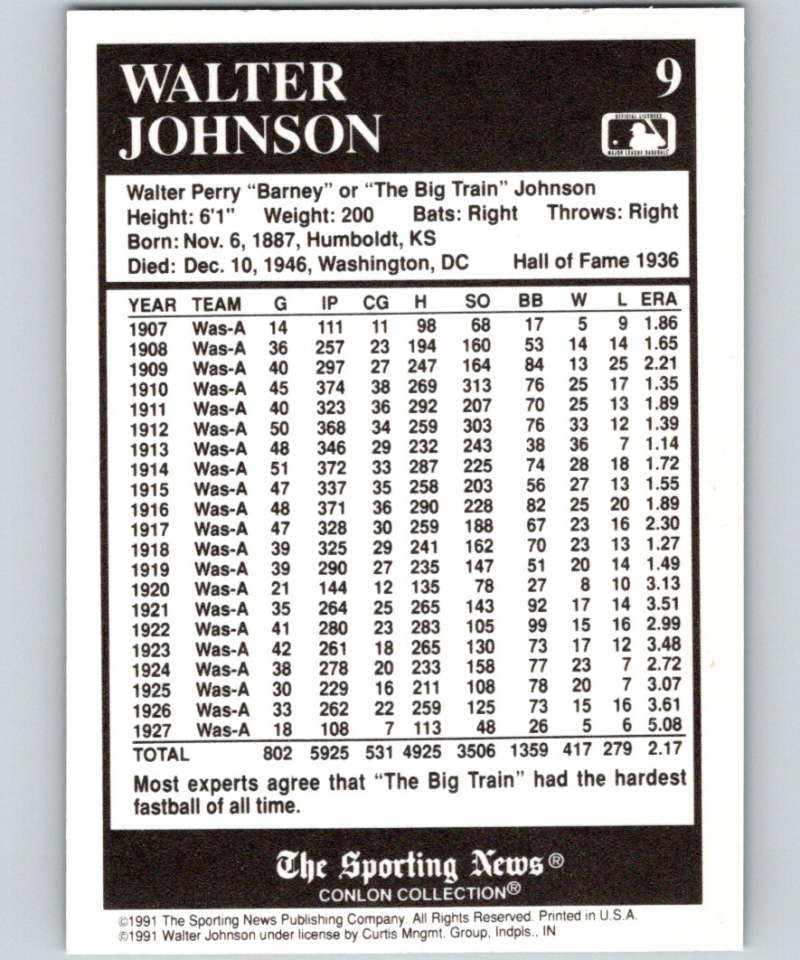 WALTER 9
JOHNSON
OFFICIAL LICENSEE
MAJOR LEAGUE BASEBALL
Walter Perry "Barney" or "The Big Train" Johnson
Height: 6'1" Weight: 200 Bats: Right Throws: Right
Born: Nov. 6, 1887, Humboldt, KS
Died: Dec. 10, 1946, Washington, DC Hall of Fame 1936
YEAR TEAM G IP CG H SO BB W L ERA
1907 Was-A 14 111 11 98 68 17 5 9 1.86
1908 Was-A 36 257 23 194 160 53 14 14 1.65
1909 Was-A 40 297 27 247 164 84 13 25 2.21
1910 Was-A 45 374 38 269 313 76 25 17 1.35
1911 Was-A 40 323 36 292 207 70 25 13 1.89
1912 Was-A 50 368 34 259 303 76 33 12 1.39
1913 Was-A 48 346 29 232 243 38 36 7 1.14
1914 Was-A 51 372 33 287 225 74 28 18 1.72
1915 Was-A 47 337 35 258 203 56 27 13 1.55
1916 Was-A 48 371 36 290 228 82 25 20 1.89
1917 Was-A 47 328 30 259 188 67 23 16 2.30
1918 Was-A 39 325 29 241 162 70 23 13 1.27
1919 Was-A 39 290 27 235 147 51 20 14 1.49
1920 Was-A 21 144 12 135 78 27 8 10 3.13
1921 Was-A 35 264 25 265 143 92 17 14 3.51
1922 Was-A 41 280 23 283 105 99 15 16 2.99
1923 Was-A 42 261 18 265 130 73 17 12 3.48
1924 Was-A 38 278 20 233 158 77 23 7 2.72
1925 Was-A 30 229 16 211 108 78 20 7 3.07
1926 Was-A 33 262 22 259 125 73 15 16 3.61
1927 Was-A 18 108 7 113 48 26 5 6 5.08
TOTAL 802 5925 531 4925 3506 1359 417 279 2.17
Most experts agree that "The Big Train" had the hardest
fastball of all time.
The Sporting News®
CONLON COLLECTION®
©1991 The Sporting News Publishing Company. All Rights Reserved. Printed in U.S.A.
©1991 Walter Johnson under license by Curtis Mngmt. Group, Indpls., IN